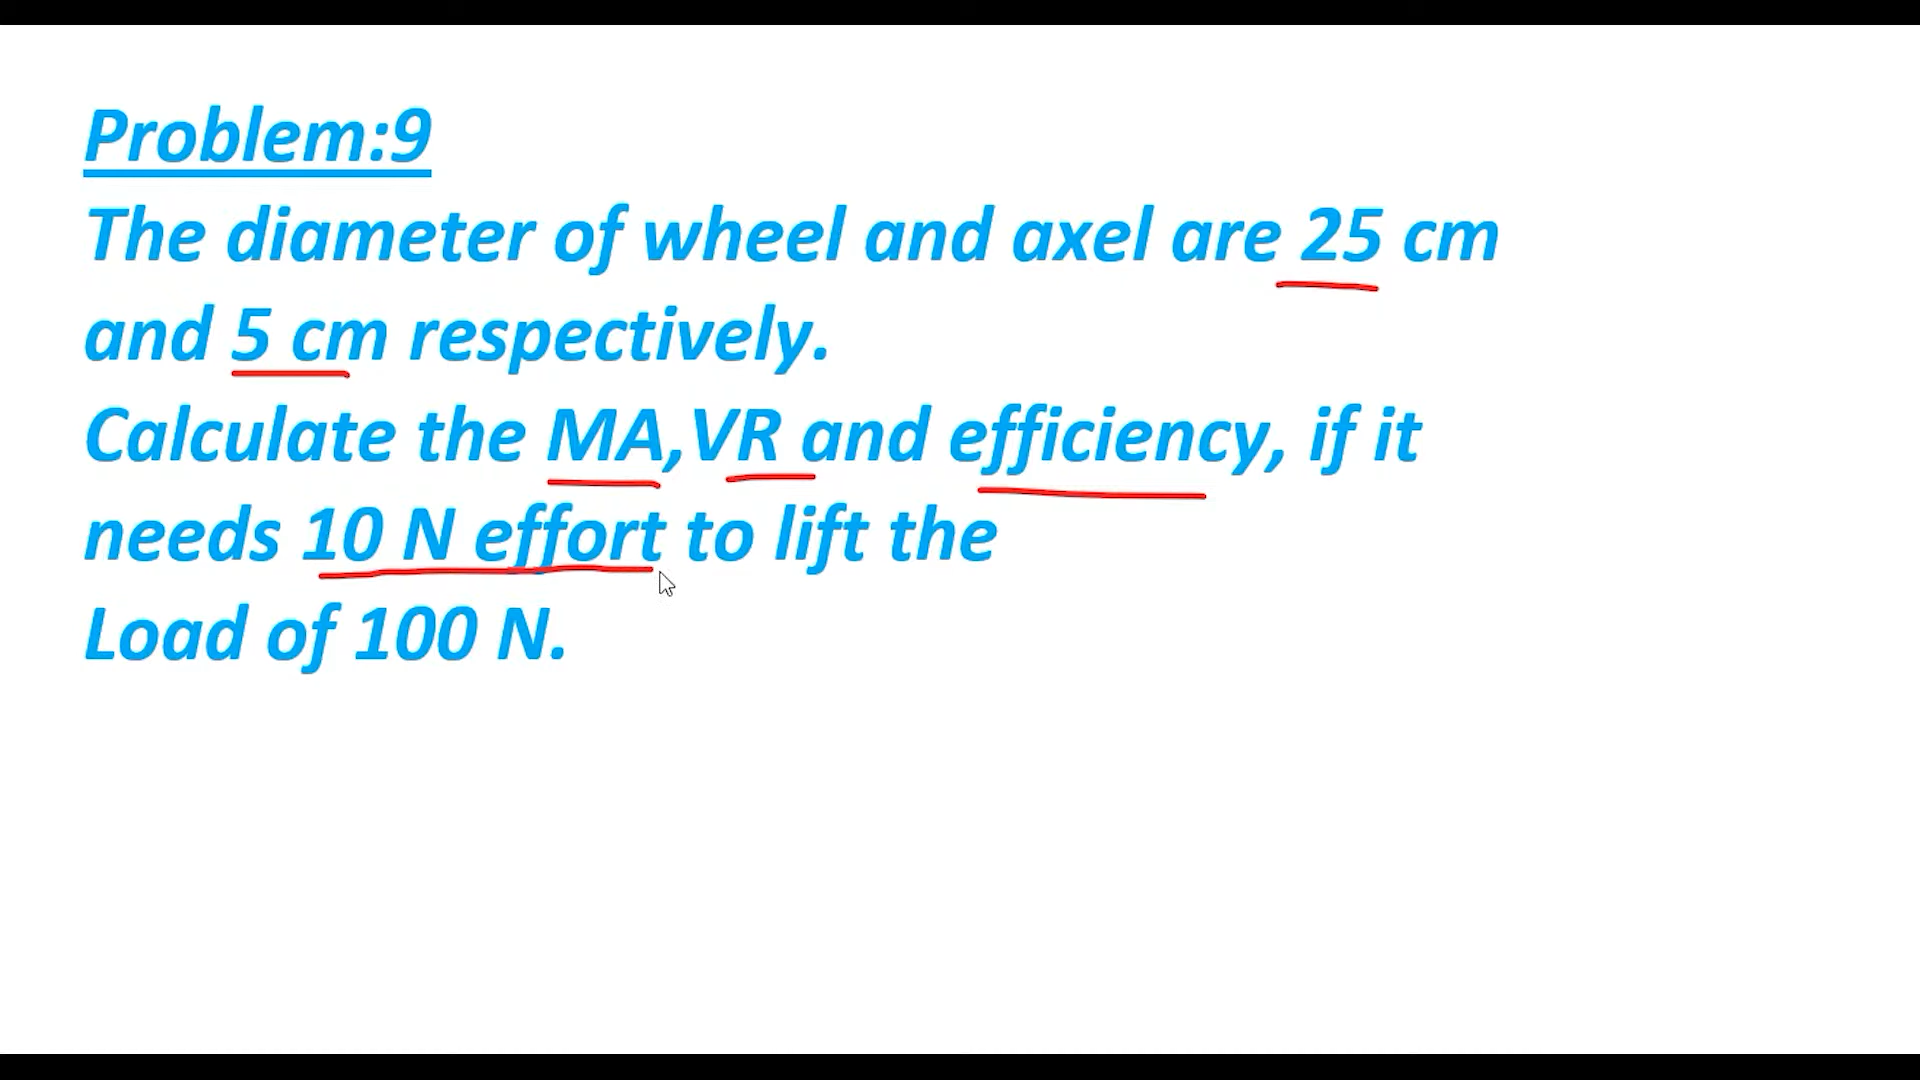 Problem:9
The diameter of wheel and axel are 25 cm
and 5 cm respectively.
Calculate the MA,VR and efficiency, if it
needs 10 N effort to lift the
Load of 100 N.